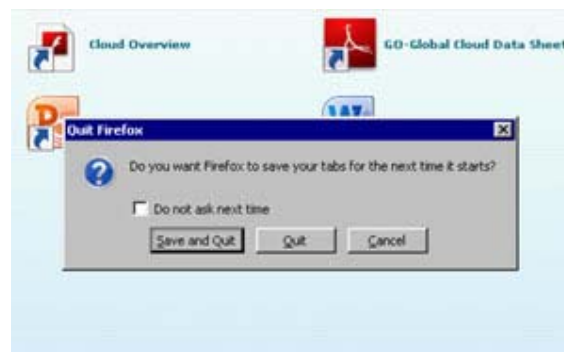 Cloud Overview
GO-Global Cloud Data Sheet
Quit Firefox
Do you want Firefox to save your tabs for the next time it starts?
Do not ask next time
Save and Quit
Quit
Cancel